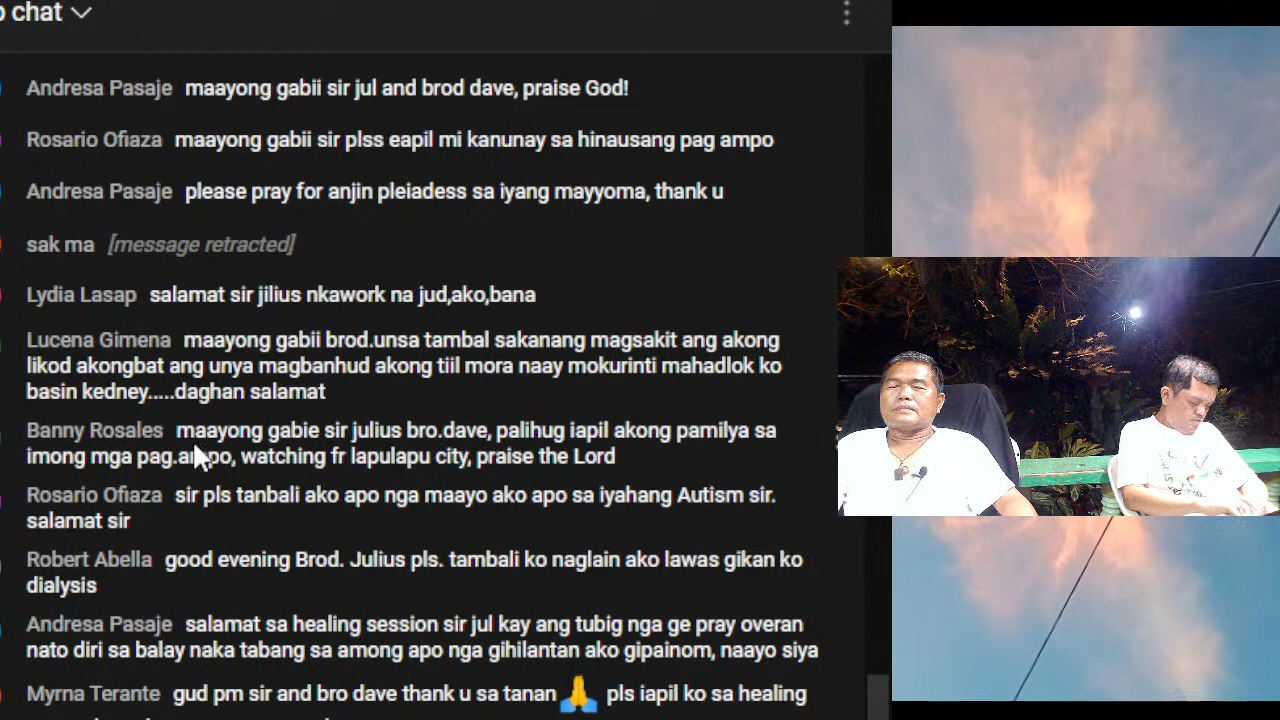 chat
Andresa Pasaje maayong gabii sir jul and brod dave, praise God!
Rosario Ofiaza maayong gabii sir plss eapil mi kanunay sa hinausang pag ampo
Andresa Pasaje please pray for anjin pleiadess sa iyang mayyoma, thank u
sak ma [message retracted]
Lydia Lasap salamat sir jilius nkawork na jud,ako,bana
Lucena Gimena maayong gabii brod.unsa tambal sakanang magsakit ang akong
likod akongbat ang unya magbanhud akong tiil mora naay mokurinti mahadlok ko
basin kedney.....daghan salamat
Banny Rosales maayong gabie sir julius bro.dave, palihug iapil akong pamilya sa
imong mga pag.ampo, watching fr lapulapu city, praise the Lord
Rosario Ofiaza sir pls tanbali ako apo nga maayo ako apo sa iyahang Autism sir.
salamat sir
Robert Abella good evening Brod. Julius pls. tambali ko naglain ako lawas gikan ko
dialysis
Andresa Pasaje salamat sa healing session sir jul kay ang tubig nga ge pray overan
nato diri sa balay naka tabang sa among apo nga gihilantan ako gipainom, naayo siya
Myrna Terante gud pm sir and bro dave thank u sa tanan 🙏 pls iapil ko sa healing